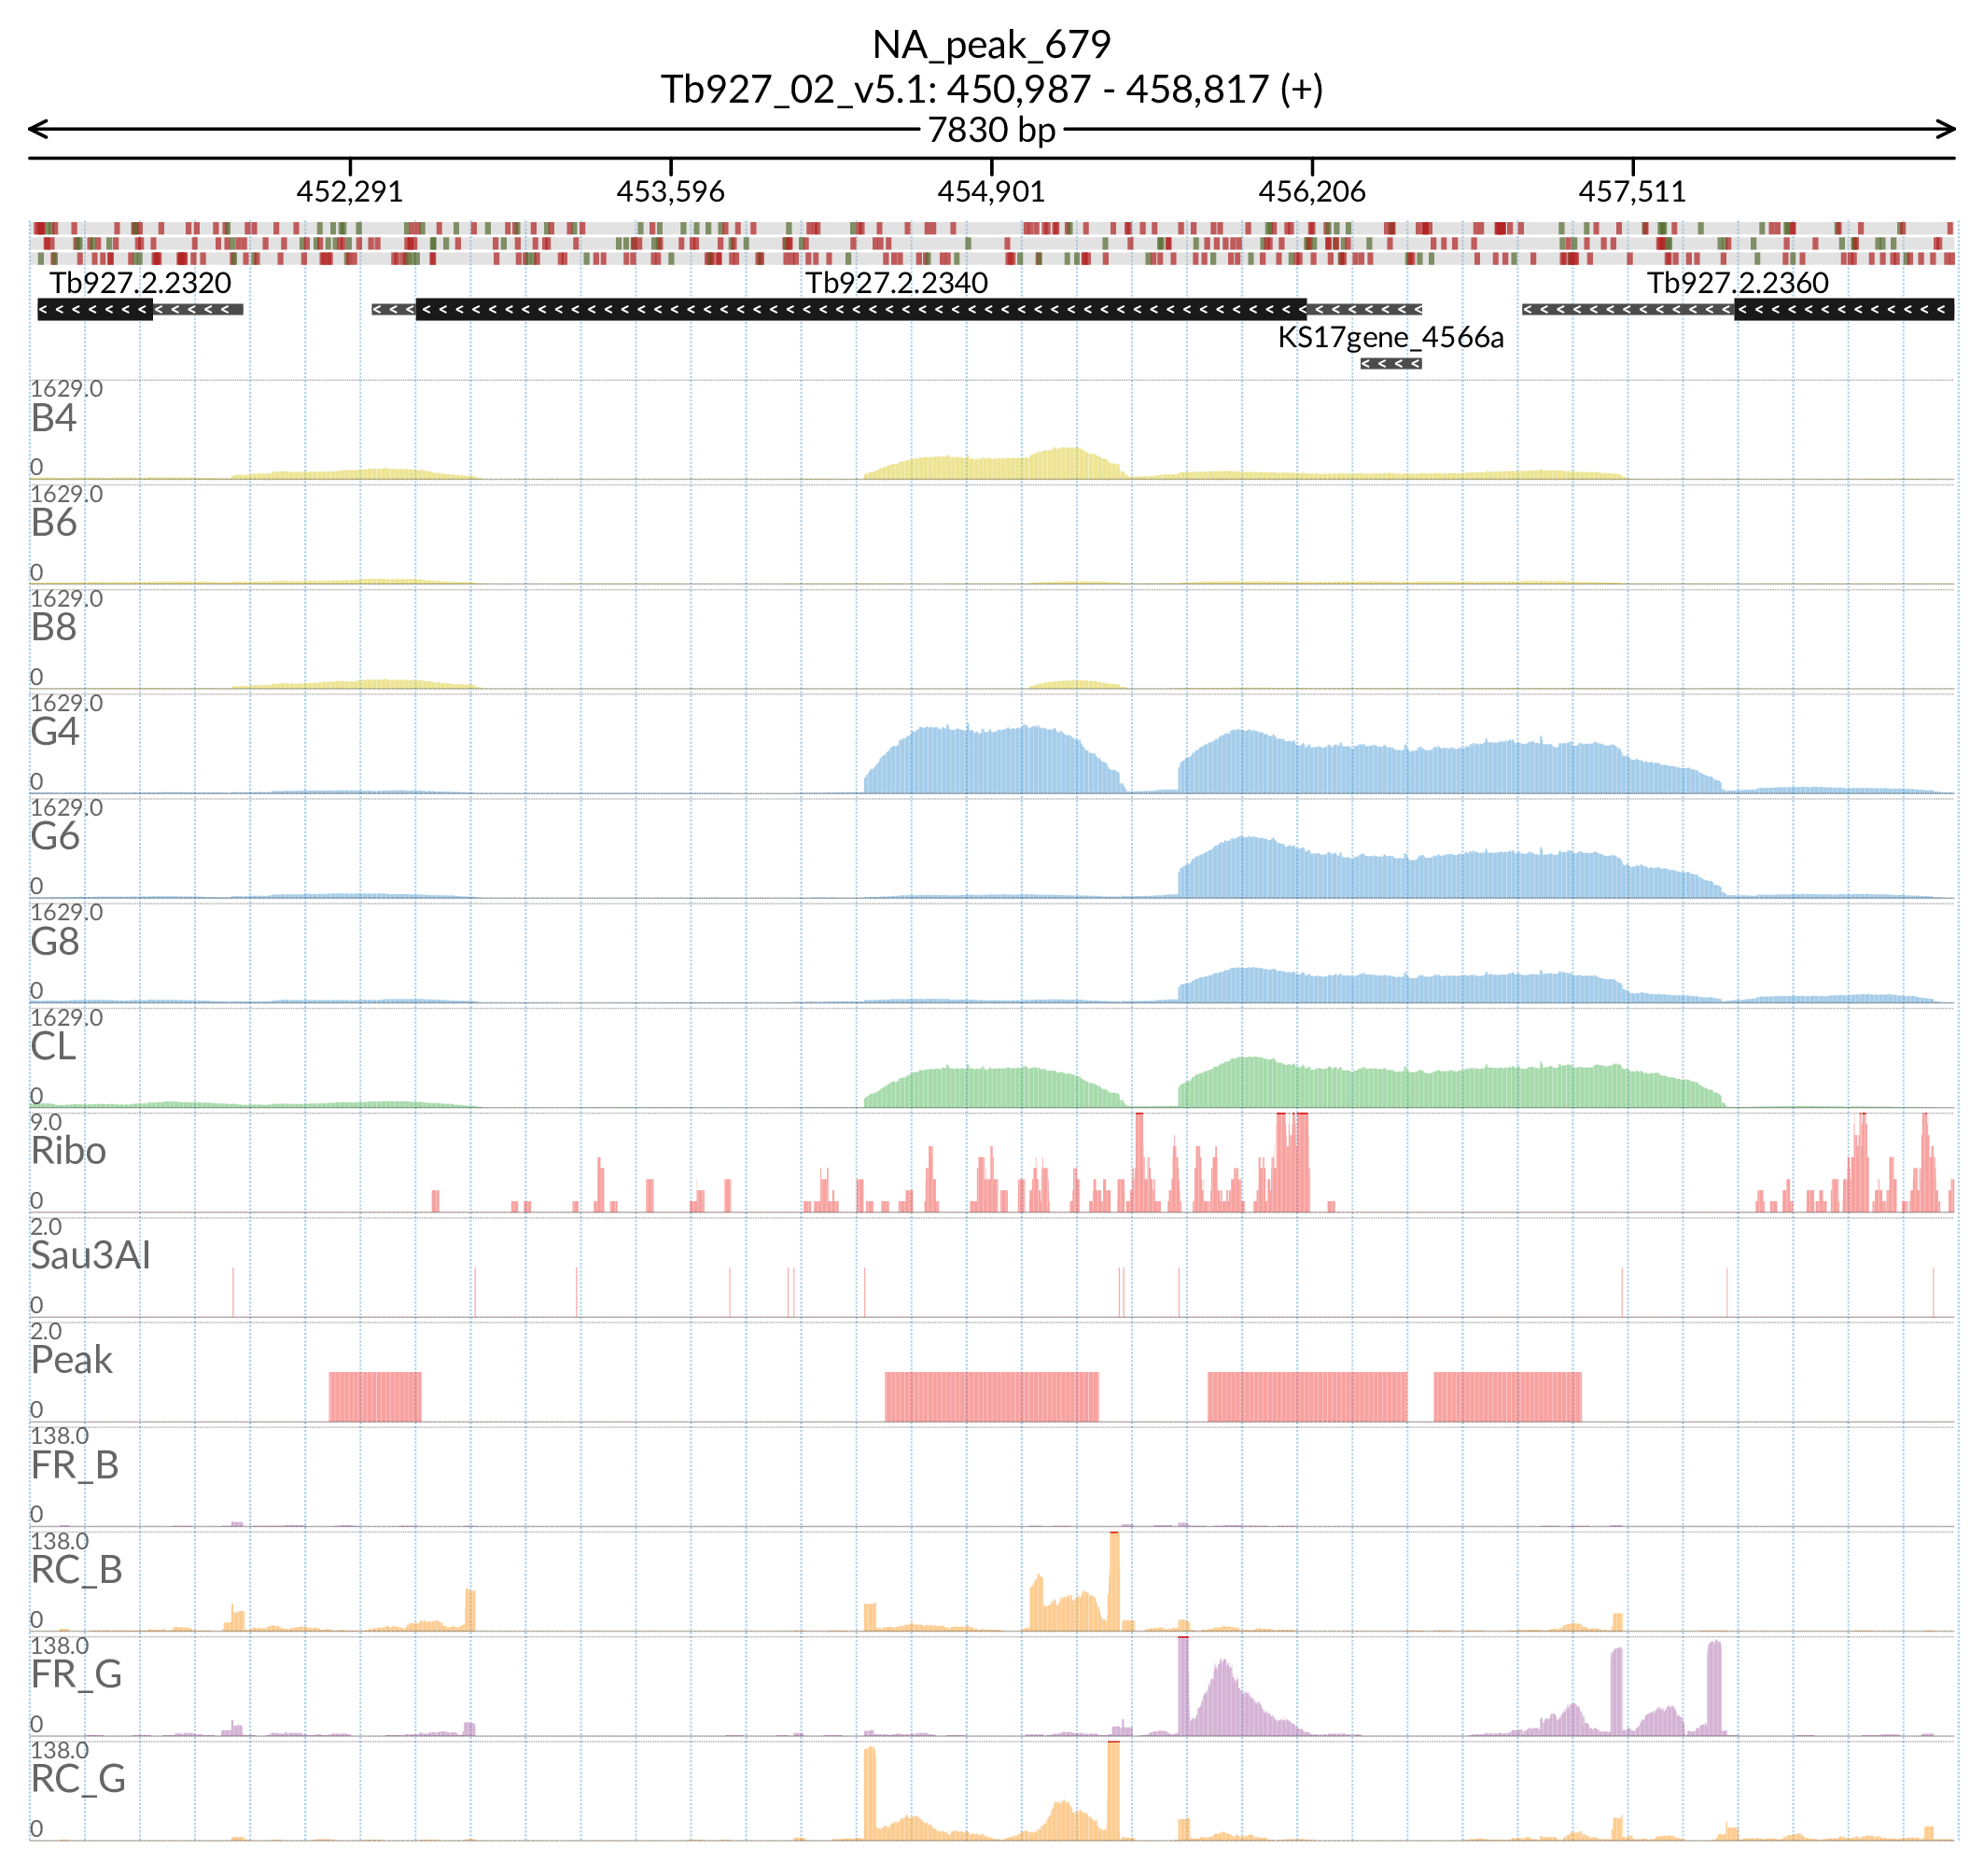 NA_peak_679
Tb927_02_v5.1: 450,987 - 458,817 (+)
7830 bp
452,291 453,596 454,901 456,206 457,511
Tb927.2.2320 Tb927.2.2340 Tb927.2.2360
KS17gene_4566a
1629.0
B4
0
1629.0
B6
0
1629.0
B8
0
1629.0
G4
0
1629.0
G6
0
1629.0
G8
0
1629.0
CL
0
9.0
Ribo
0
2.0
Sau3AI
0
2.0
Peak
0
138.0
FR_B
0
138.0
RC_B
0
138.0
FR_G
0
138.0
RC_G
0